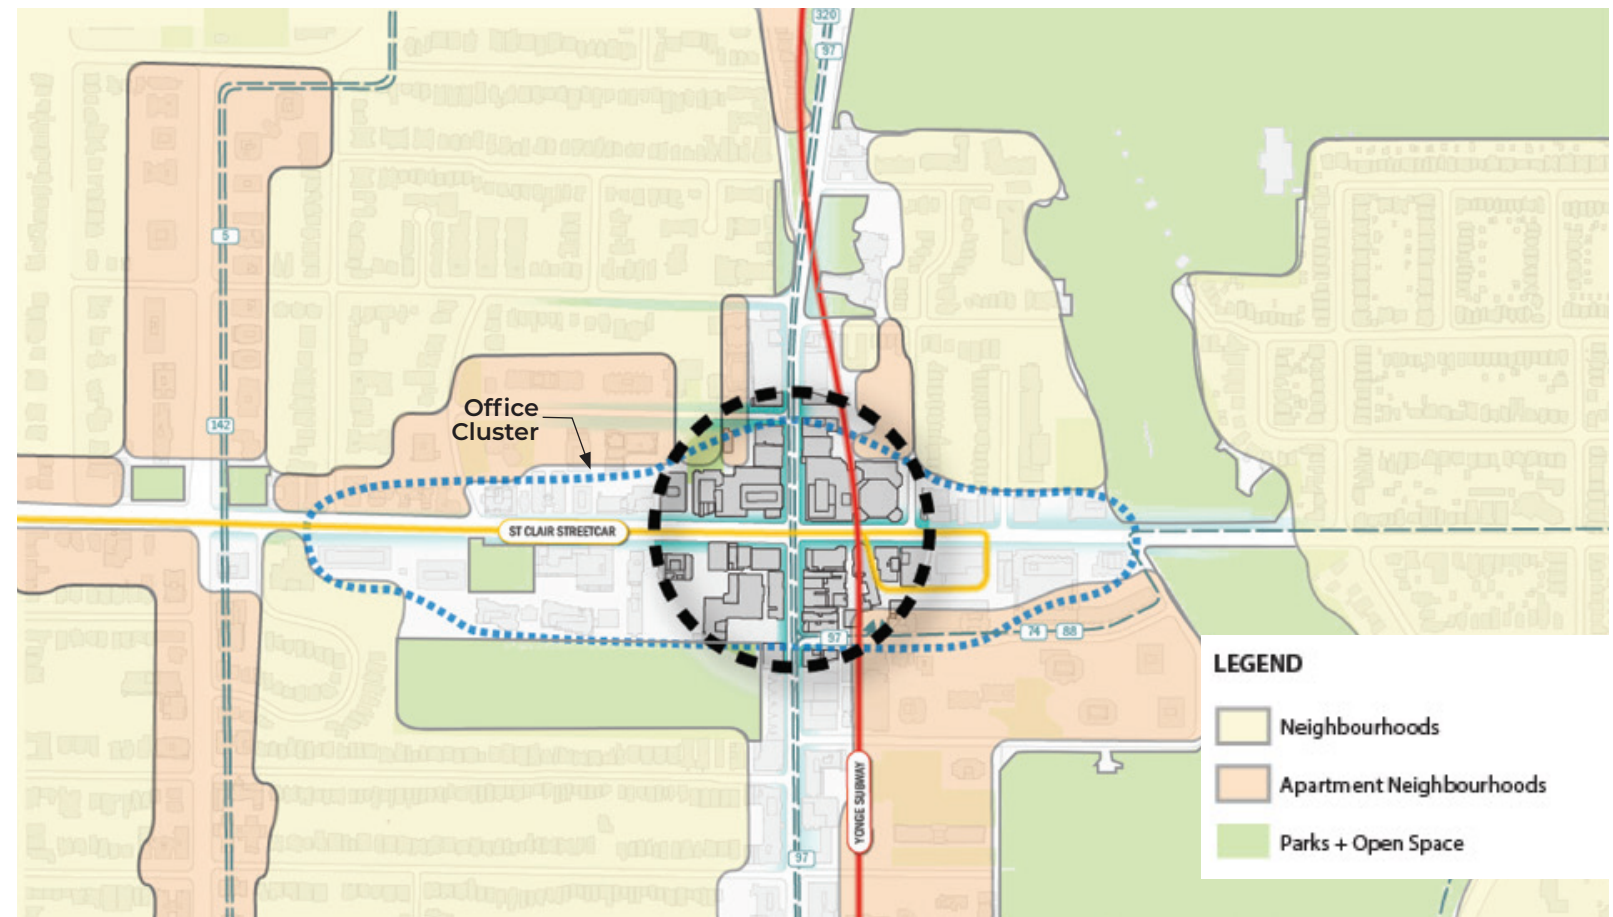 320
97
5
142
Office
Cluster
ST CLAIR STREETCAR
97
74
88
YONGE SUBWAY
97
LEGEND
Neighbourhoods
Apartment Neighbourhoods
Parks + Open Space